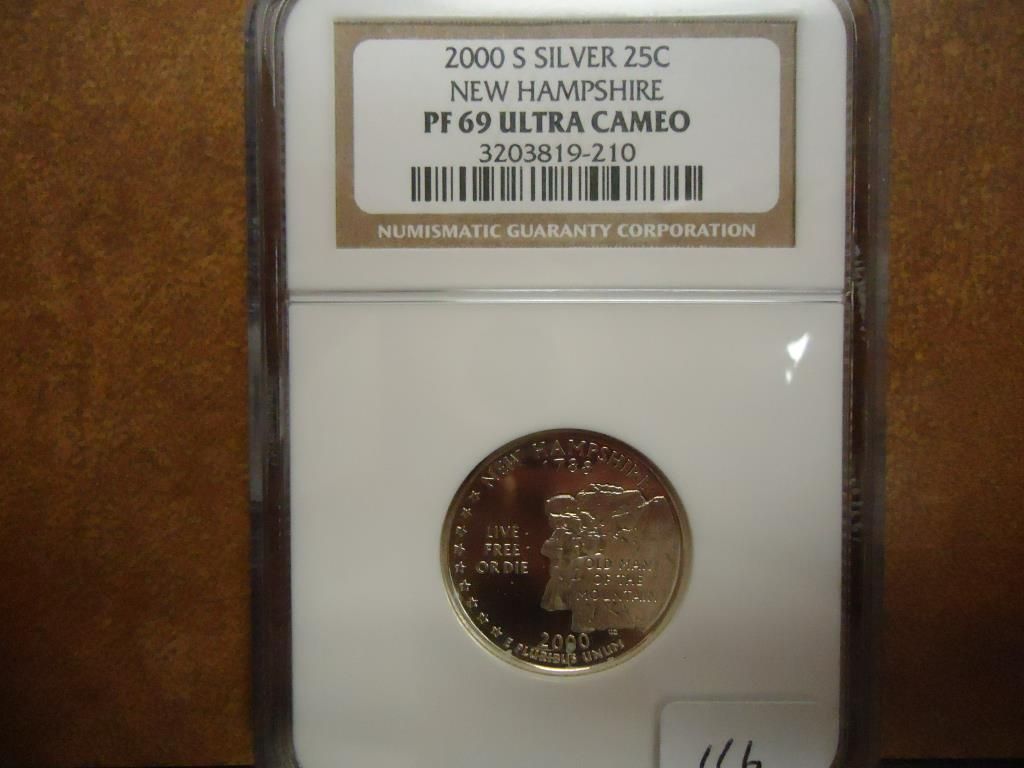 2000 S SILVER 25C
NEW HAMPSHIRE
PF 69 ULTRA CAMEO
3203819-210
NUMISMATIC GUARANTY CORPORATION
NEW HAMPSHIRE
1788
LIVE
FREE
OR DIE
OLD MAN
OF THE
MOUNTAIN
2000
E PLURIBUS UNUM
116